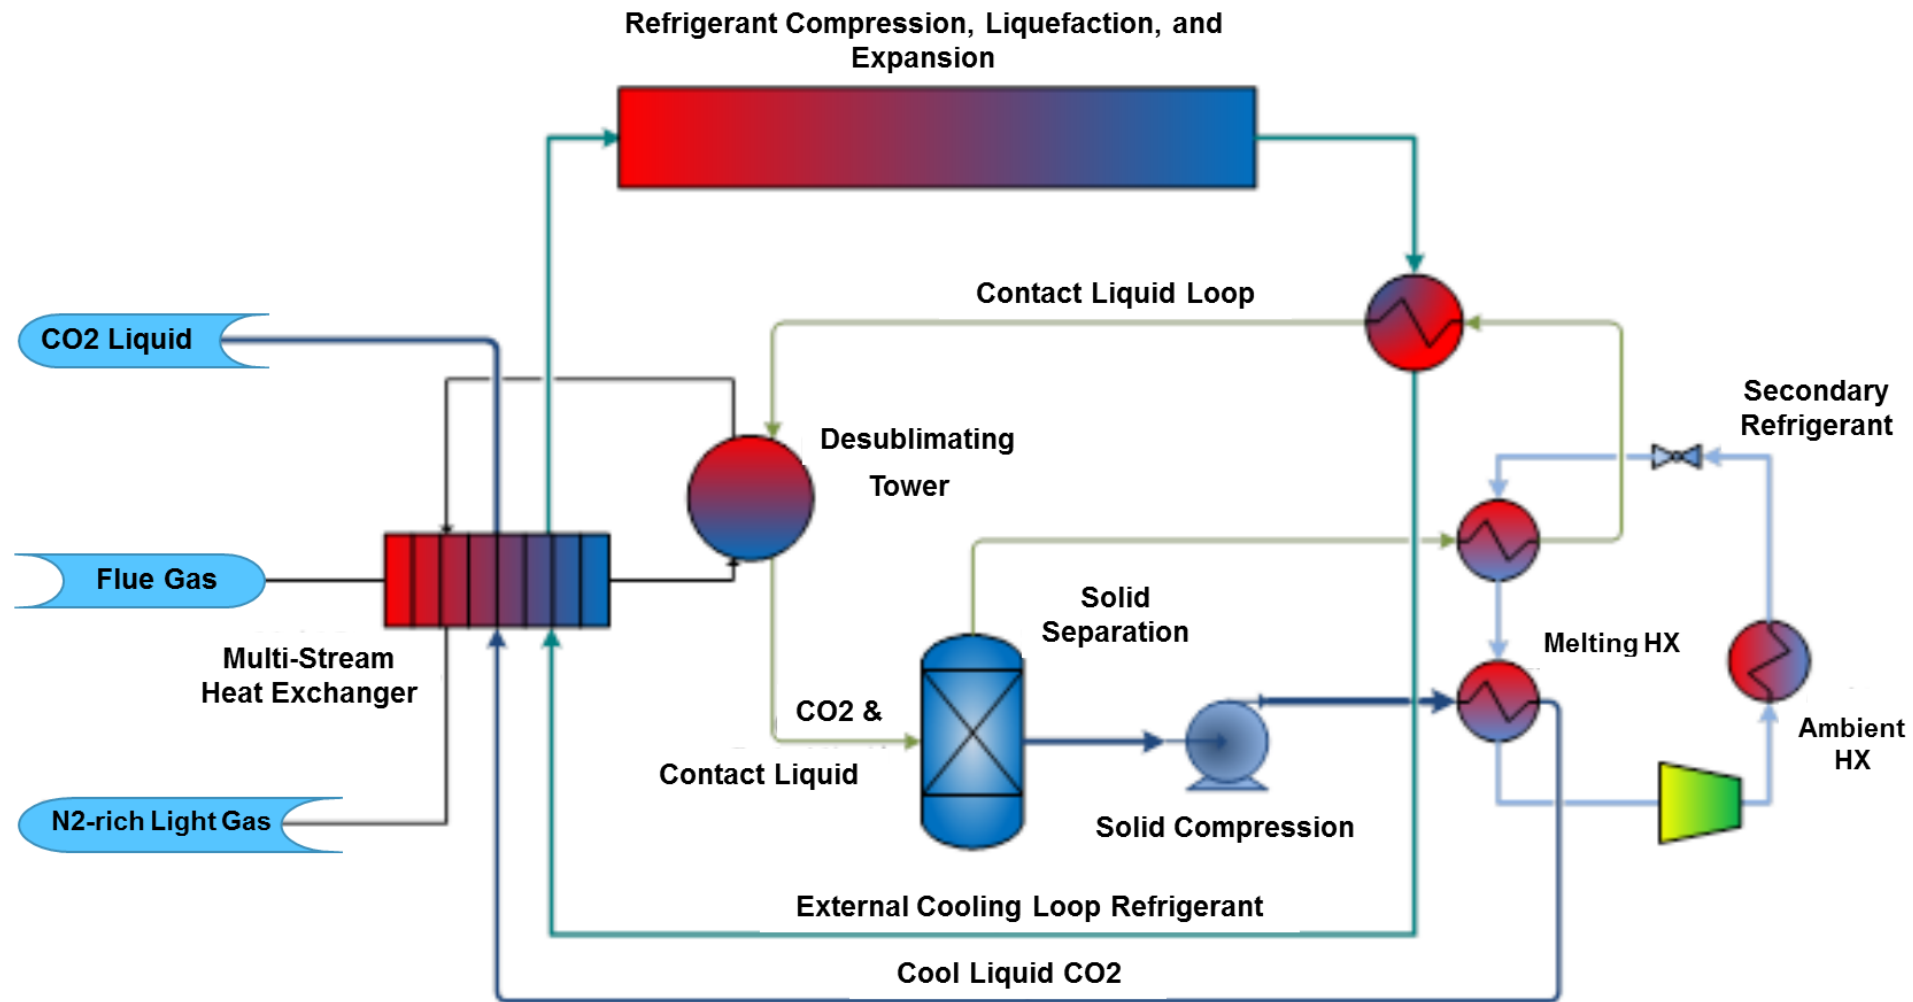 Refrigerant Compression, Liquefaction, and
Expansion
Contact Liquid Loop
CO2 Liquid
Secondary
Refrigerant
Desublimating
Tower
Flue Gas
Solid
Separation
Melting HX
Multi-Stream
Heat Exchanger
CO2 &
Ambient
HX
Contact Liquid
N2-rich Light Gas
Solid Compression
External Cooling Loop Refrigerant
Cool Liquid CO2